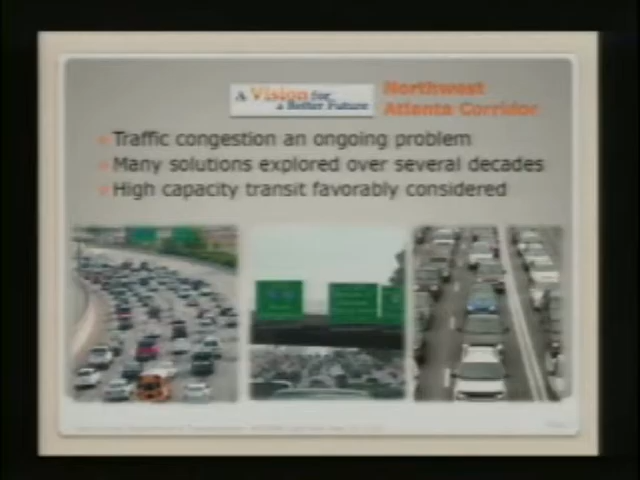 A Vision for
a Better Future
Northwest
Atlanta Corridor
Traffic congestion an ongoing problem
Many solutions explored over several decades
High capacity transit favorably considered